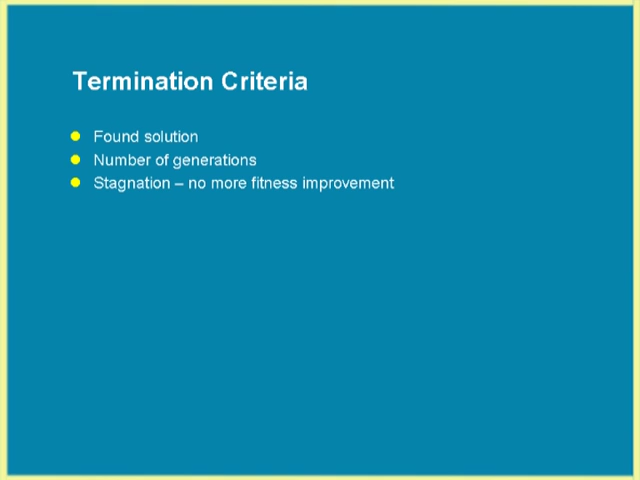 Termination Criteria
Found solution
Number of generations
Stagnation – no more fitness improvement